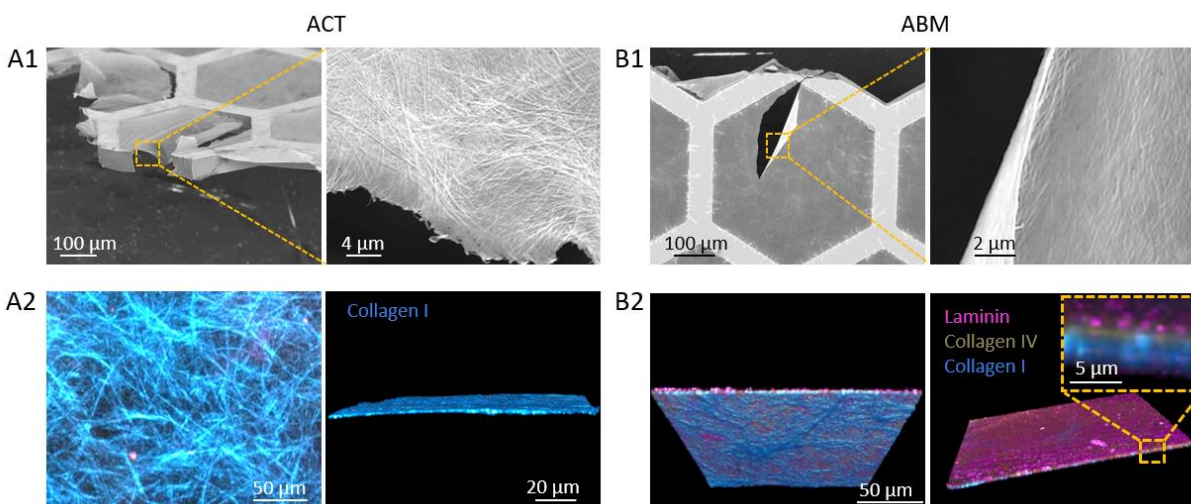 ACT
ABM
A1
100 µm
4 µm
B1
100 µm
2 µm
A2
50 µm
Collagen I
20 µm
B2
50 µm
Laminin
Collagen IV
Collagen I
5 µm